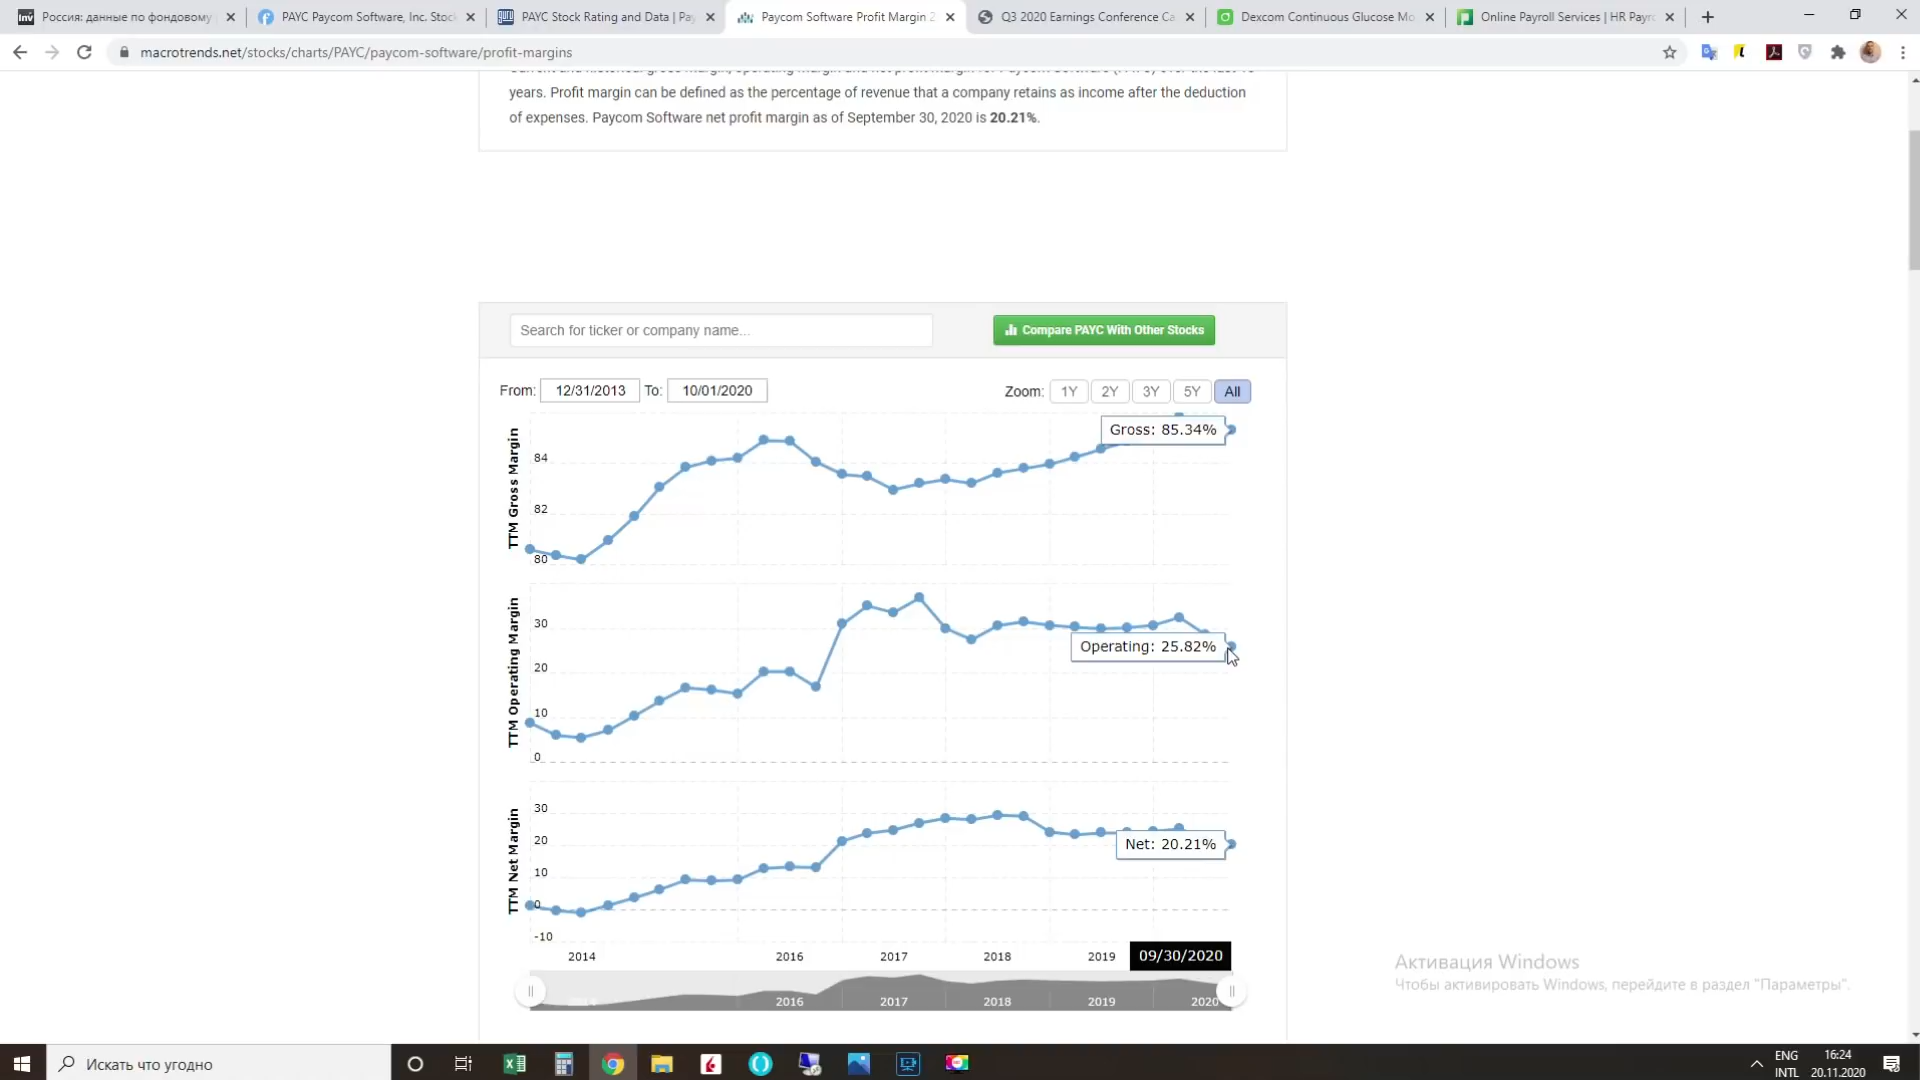 Россия: данные по фондовому
PAYC Paycom Software, Inc. Stoc
PAYC Stock Rating and Data | Pay
Paycom Software Profit Margin 2
Q3 2020 Earnings Conference Ca
Dexcom Continuous Glucose Mo
Online Payroll Services | HR Payro
macrotrends.net/stocks/charts/PAYC/paycom-software/profit-margins
years. Profit margin can be defined as the percentage of revenue that a company retains as income after the deduction
of expenses. Paycom Software net profit margin as of September 30, 2020 is 20.21%.
Search for ticker or company name...
Compare PAYC With Other Stocks
From: 12/31/2013 To: 10/01/2020
Zoom: 1Y 2Y 3Y 5Y All
TTM Gross Margin
84
82
80
Gross: 85.34%
TTM Operating Margin
30
20
10
0
Operating: 25.82%
TTM Net Margin
30
20
10
0
-10
Net: 20.21%
2014 2016 2017 2018 2019 09/30/2020
2016 2017 2018 2019 2020
Активация Windows
Чтобы активировать Windows, перейдите в раздел "Параметры".
Искать что угодно
ENG
INTL
16:24
20.11.2020